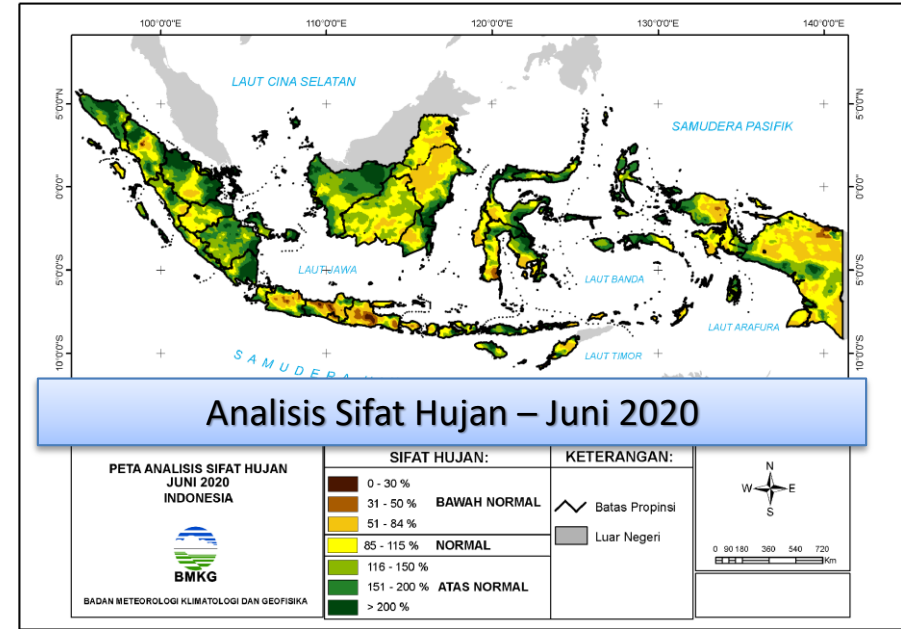 100°0'0"E 110°0'0"E 120°0'0"E 130°0'0"E 140°0'0"E
5°0'0"N 5°0'0"N
0°0'0" 0°0'0"
5°0'0"S 5°0'0"S
10°0'0"S 10°0'0"S
LAUT CINA SELATAN
SAMUDERA PASIFIK
LAUT JAWA
LAUT BANDA
LAUT ARAFURA
LAUT TIMOR
Analisis Sifat Hujan – Juni 2020
PETA ANALISIS SIFAT HUJAN
JUNI 2020
INDONESIA
BMKG
BADAN METEOROLOGI KLIMATOLOGI DAN GEOFISIKA
SIFAT HUJAN:
0 - 30 %
31 - 50 % BAWAH NORMAL
51 - 84 %
85 - 115 % NORMAL
116 - 150 %
151 - 200 % ATAS NORMAL
> 200 %
KETERANGAN:
Batas Propinsi
Luar Negeri
N
W E
S
0 90 180 360 540 720
Km